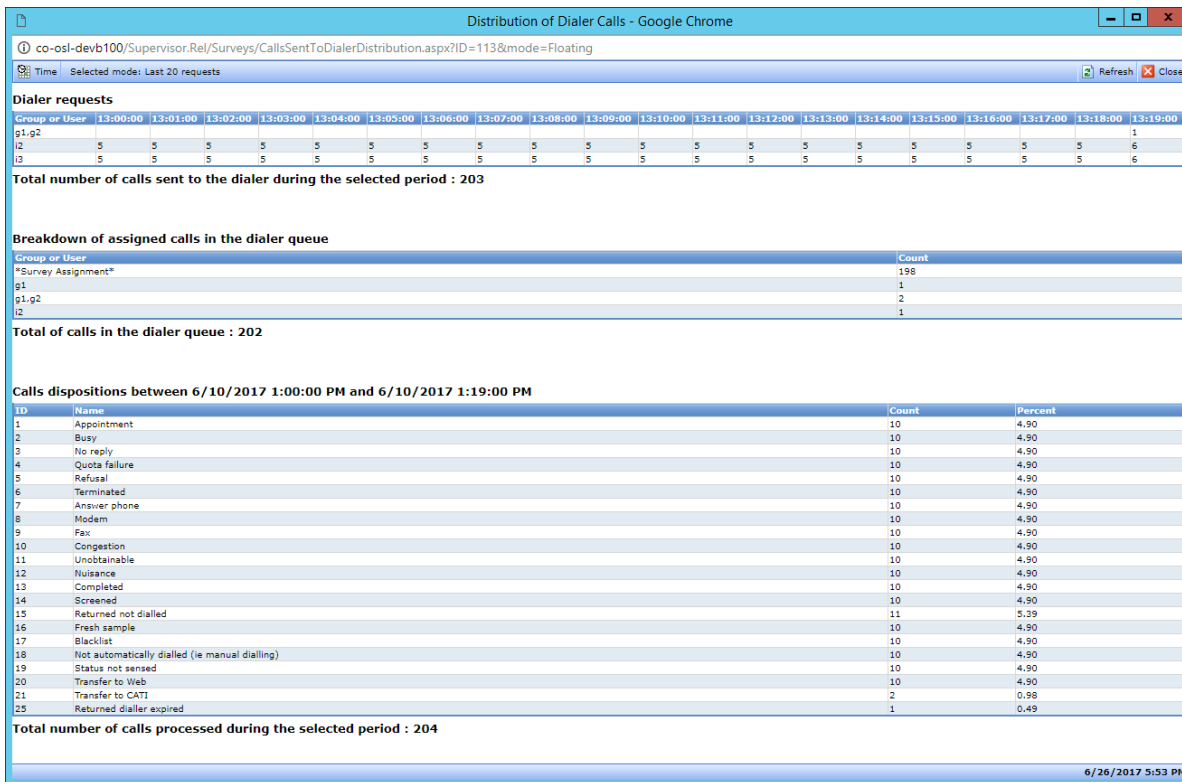 Distribution of Dialer Calls - Google Chrome
co-osl-devb100/Supervisor.Rel/Surveys/CallsSentToDialerDistribution.aspx?ID=113&mode=Floating
Time Selected mode: Last 20 requests Refresh Close
Dialer requests
Group or User 13:00:00 13:01:00 13:02:00 13:03:00 13:04:00 13:05:00 13:06:00 13:07:00 13:08:00 13:09:00 13:10:00 13:11:00 13:12:00 13:13:00 13:14:00 13:15:00 13:16:00 13:17:00 13:18:00 13:19:00
g1,g2 1
i2 5 5 5 5 5 5 5 5 5 5 5 5 5 5 5 5 5 5 5 6
i3 5 5 5 5 5 5 5 5 5 5 5 5 5 5 5 5 5 5 5 6
Total number of calls sent to the dialer during the selected period : 203
Breakdown of assigned calls in the dialer queue
Group or User Count
*Survey Assignment* 198
g1 1
g1,g2 2
i2 1
Total of calls in the dialer queue : 202
Calls dispositions between 6/10/2017 1:00:00 PM and 6/10/2017 1:19:00 PM
ID Name Count Percent
1 Appointment 10 4.90
2 Busy 10 4.90
3 No reply 10 4.90
4 Quota failure 10 4.90
5 Refusal 10 4.90
6 Terminated 10 4.90
7 Answer phone 10 4.90
8 Modem 10 4.90
9 Fax 10 4.90
10 Congestion 10 4.90
11 Unobtainable 10 4.90
12 Nuisance 10 4.90
13 Completed 10 4.90
14 Screened 10 4.90
15 Returned not dialled 11 5.39
16 Fresh sample 10 4.90
17 Blacklist 10 4.90
18 Not automatically dialled (ie manual dialling) 10 4.90
19 Status not sensed 10 4.90
20 Transfer to Web 10 4.90
21 Transfer to CATI 2 0.98
25 Returned dialler expired 1 0.49
Total number of calls processed during the selected period : 204
6/26/2017 5:53 PM